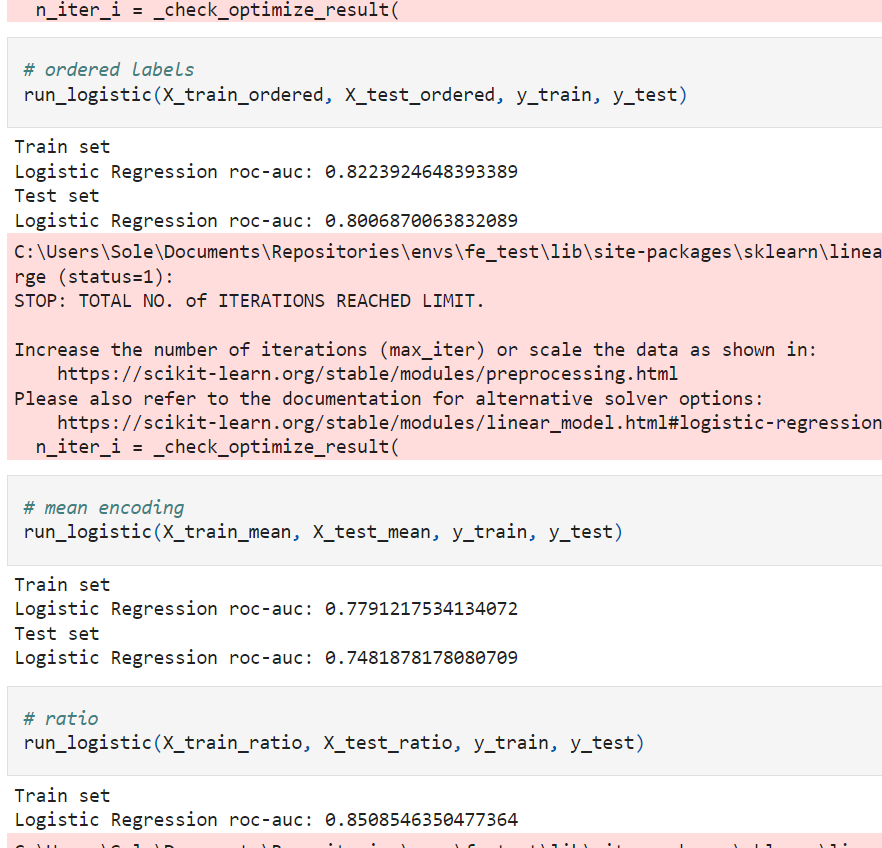 n_iter_i = _check_optimize_result(
# ordered labels
run_logistic(X_train_ordered, X_test_ordered, y_train, y_test)
Train set
Logistic Regression roc-auc: 0.8223924648393389
Test set
Logistic Regression roc-auc: 0.8006870063832089
C:\Users\Sole\Documents\Repositories\envs\fe_test\lib\site-packages\sklearn\linea
rge (status=1):
STOP: TOTAL NO. of ITERATIONS REACHED LIMIT.
Increase the number of iterations (max_iter) or scale the data as shown in:
https://scikit-learn.org/stable/modules/preprocessing.html
Please also refer to the documentation for alternative solver options:
https://scikit-learn.org/stable/modules/linear_model.html#logistic-regression
n_iter_i = _check_optimize_result(
# mean encoding
run_logistic(X_train_mean, X_test_mean, y_train, y_test)
Train set
Logistic Regression roc-auc: 0.7791217534134072
Test set
Logistic Regression roc-auc: 0.7481878178080709
# ratio
run_logistic(X_train_ratio, X_test_ratio, y_train, y_test)
Train set
Logistic Regression roc-auc: 0.8508546350477364